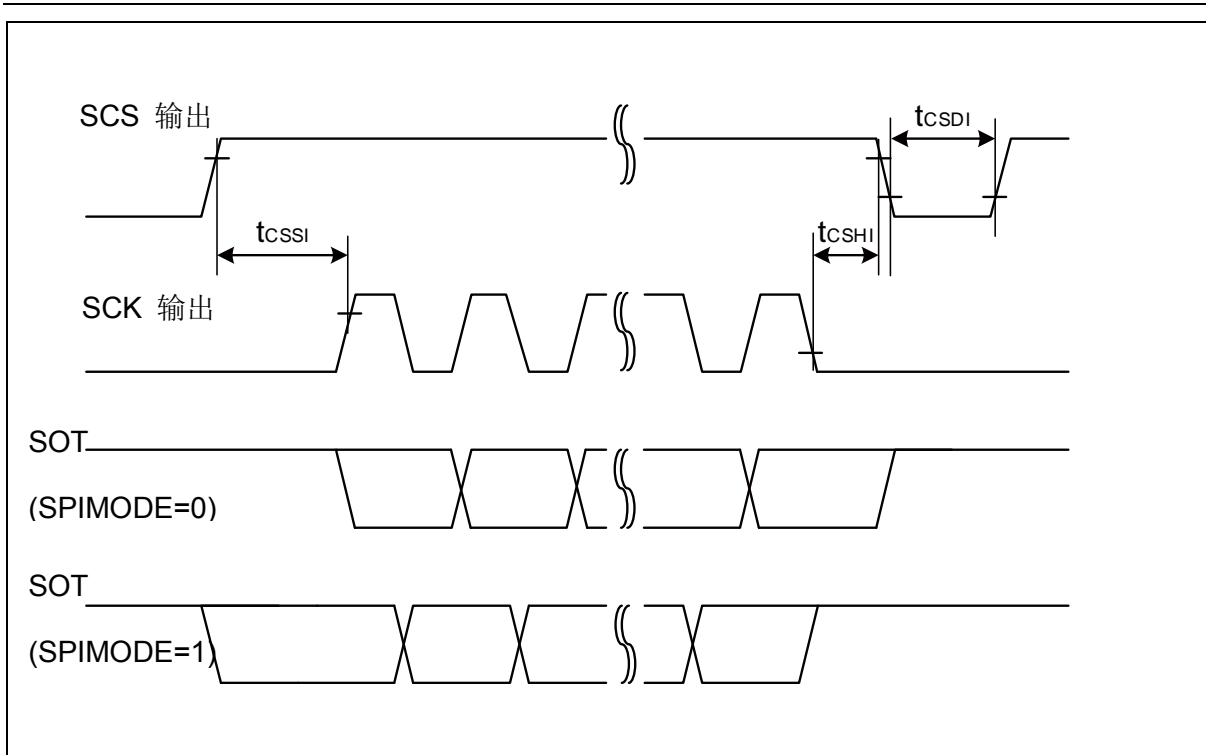 SCS 输出
tCSDI
tCSSI
tCSHI
SCK 输出
SOT
(SPIMODE=0)
SOT
(SPIMODE=1)